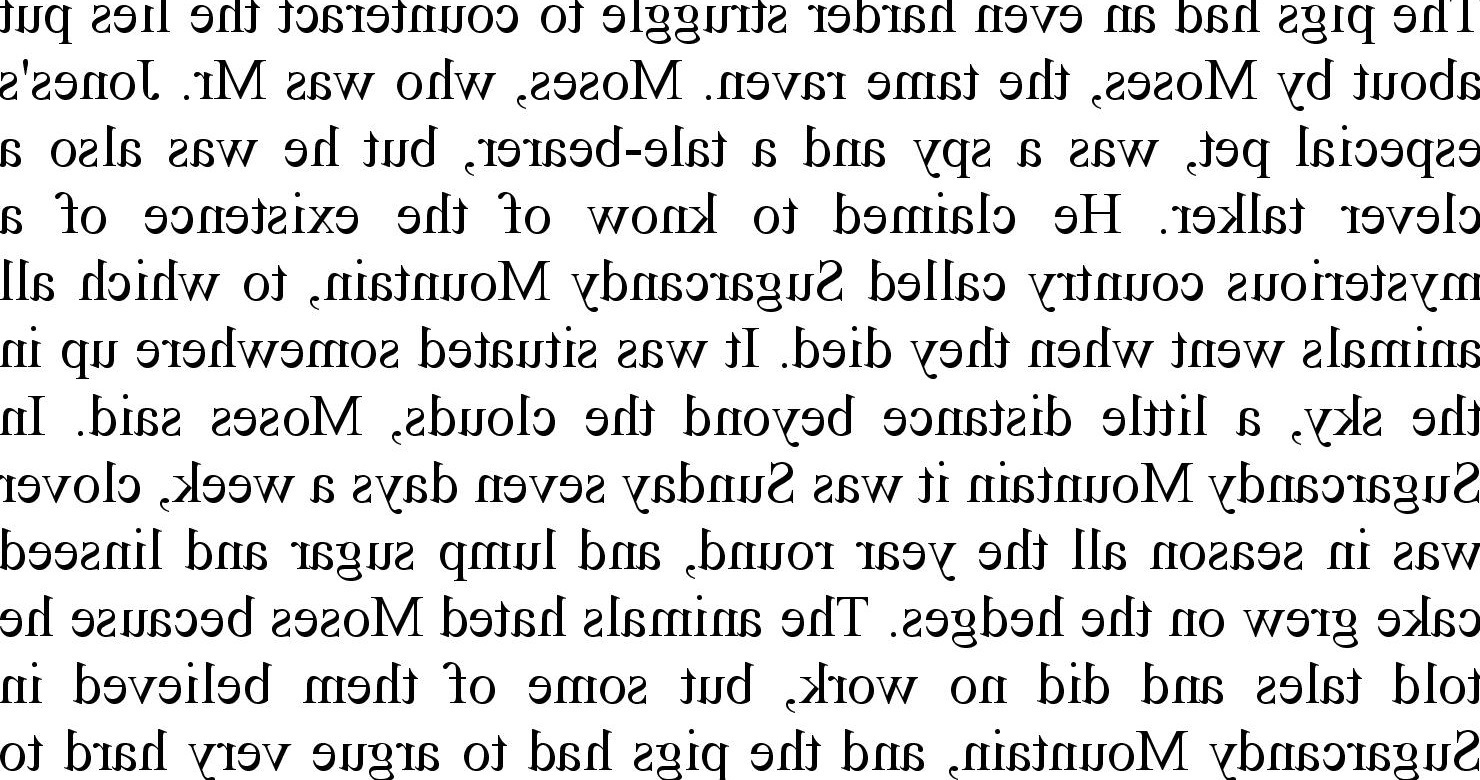 The pigs had an even harder struggle to counteract the lies put
about by Moses, the tame raven. Moses, who was Mr. Jones's
especial pet, was a spy and a tale-bearer, but he was also a
clever talker. He claimed to know of the existence of a
mysterious country called Sugarcandy Mountain, to which all
animals went when they died. It was situated somewhere up in
the sky, a little distance beyond the clouds, Moses said. In
Sugarcandy Mountain it was Sunday seven days a week, clover
was in season all the year round, and lump sugar and linseed
cake grew on the hedges. The animals hated Moses because he
told tales and did no work, but some of them believed in
Sugarcandy Mountain, and the pigs had to argue very hard to